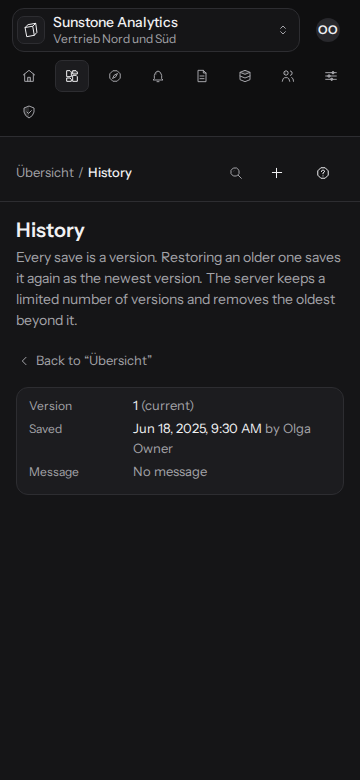 Sunstone Analytics
Vertrieb Nord und Süd
OO
Übersicht / History
History
Every save is a version. Restoring an older one saves
it again as the newest version. The server keeps a
limited number of versions and removes the oldest
beyond it.
Back to “Übersicht”
Version 1 (current)
Saved Jun 18, 2025, 9:30 AM by Olga
Owner
Message No message